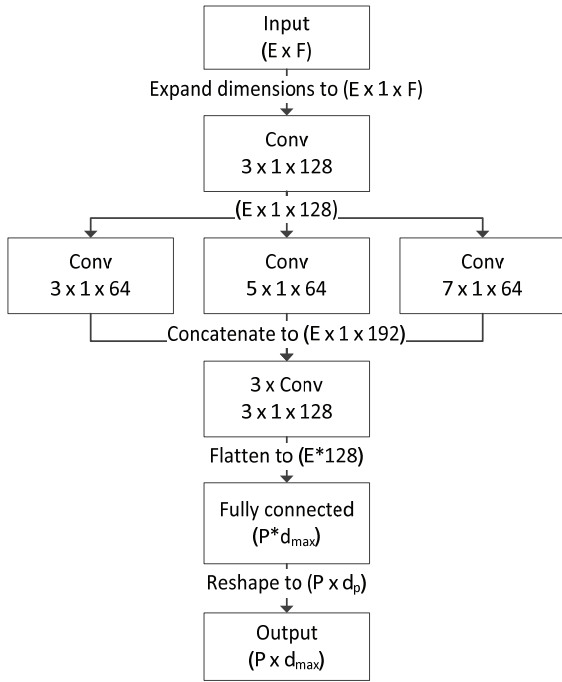 Input
(E x F)
Expand dimensions to (E x 1 x F)
Conv
3 x 1 x 128
(E x 1 x 128)
Conv
3 x 1 x 64
Conv
5 x 1 x 64
Conv
7 x 1 x 64
Concatenate to (E x 1 x 192)
3 x Conv
3 x 1 x 128
Flatten to (E*128)
Fully connected
(P*dmax)
Reshape to (P x dp)
Output
(P x dmax)